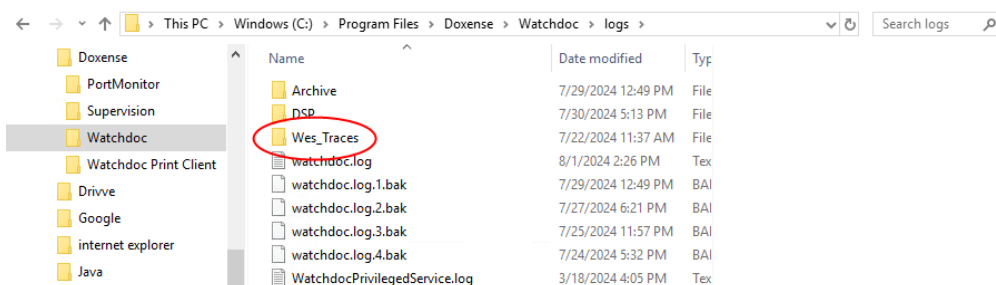 This PC > Windows (C:) > Program Files > Doxense > Watchdoc > logs > Search logs
Doxense
PortMonitor
Supervision
Watchdoc
Watchdoc Print Client
Drivve
Google
internet explorer
Java
Name Date modified Typ
Archive 7/29/2024 12:49 PM File
DSP 7/30/2024 5:13 PM File
Wes_Traces 7/22/2024 11:37 AM File
watchdoc.log 8/1/2024 2:26 PM Tex
watchdoc.log.1.bak 7/29/2024 12:49 PM BAI
watchdoc.log.2.bak 7/27/2024 6:21 PM BAI
watchdoc.log.3.bak 7/25/2024 11:57 PM BAI
watchdoc.log.4.bak 7/24/2024 5:32 PM BAI
WatchdocPrivilegedService.log 3/18/2024 4:05 PM Tex